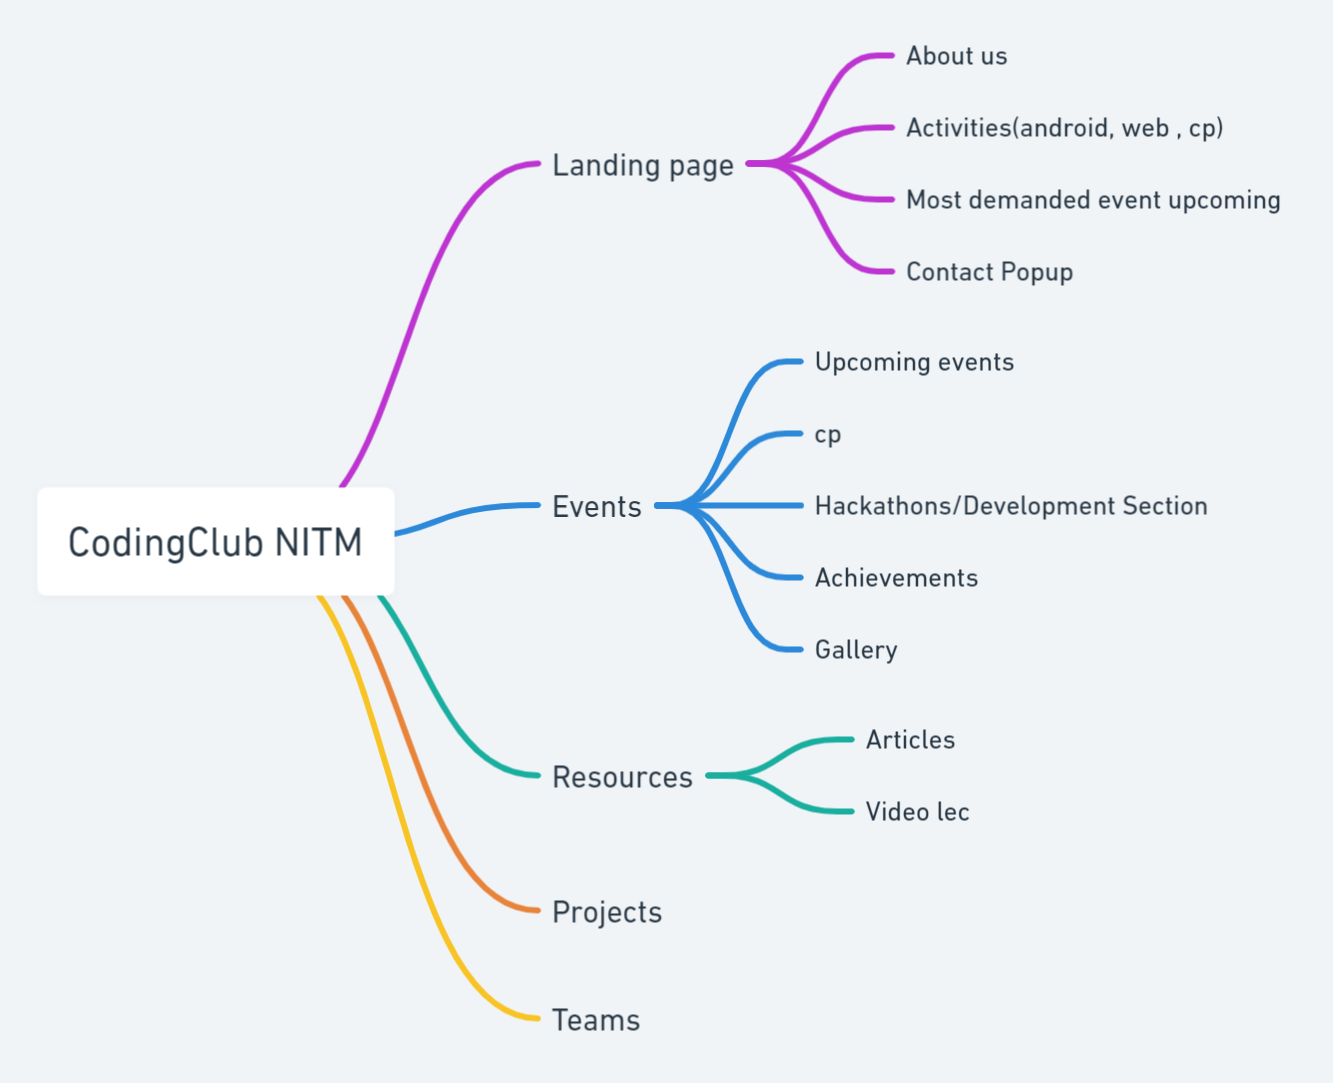 CodingClub NITM
Landing page
About us
Activities(android, web , cp)
Most demanded event upcoming
Contact Popup
Events
Upcoming events
cp
Hackathons/Development Section
Achievements
Gallery
Resources
Articles
Video lec
Projects
Teams